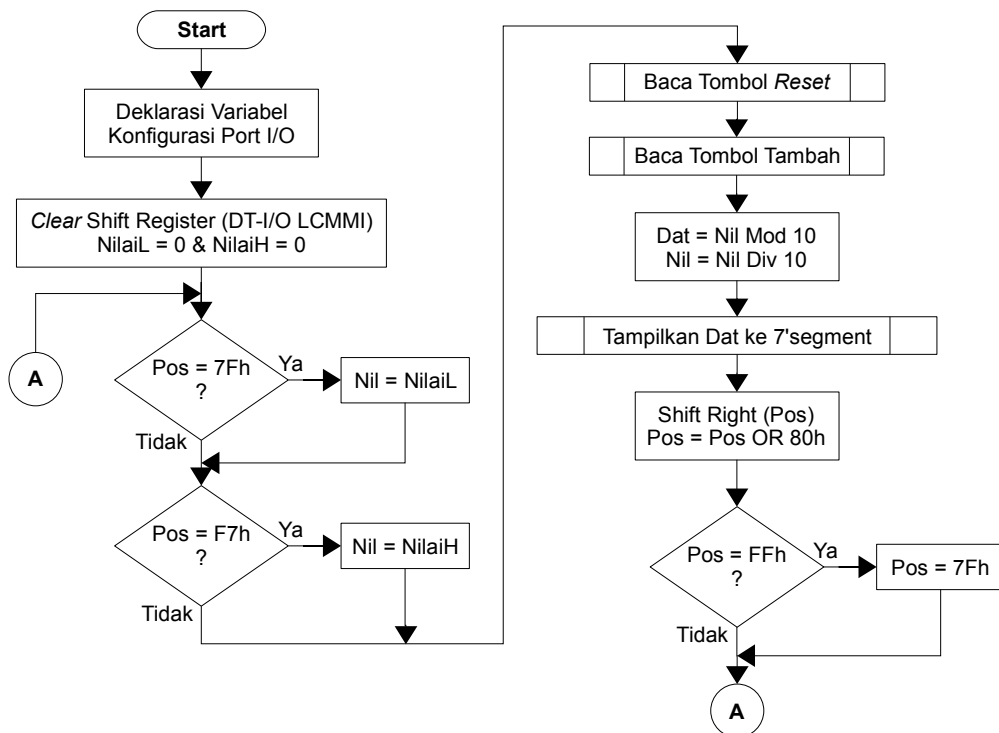 Start
Deklarasi Variabel
Konfigurasi Port I/O
Clear Shift Register (DT-I/O LCMMI)
NilaiL = 0 & NilaiH = 0
A
Pos = 7Fh
?
Ya
Nil = NilaiL
Tidak
Pos = F7h
?
Ya
Nil = NilaiH
Tidak
Baca Tombol Reset
Baca Tombol Tambah
Dat = Nil Mod 10
Nil = Nil Div 10
Tampilkan Dat ke 7'segment
Shift Right (Pos)
Pos = Pos OR 80h
Pos = FFh
?
Ya
Pos = 7Fh
Tidak
A